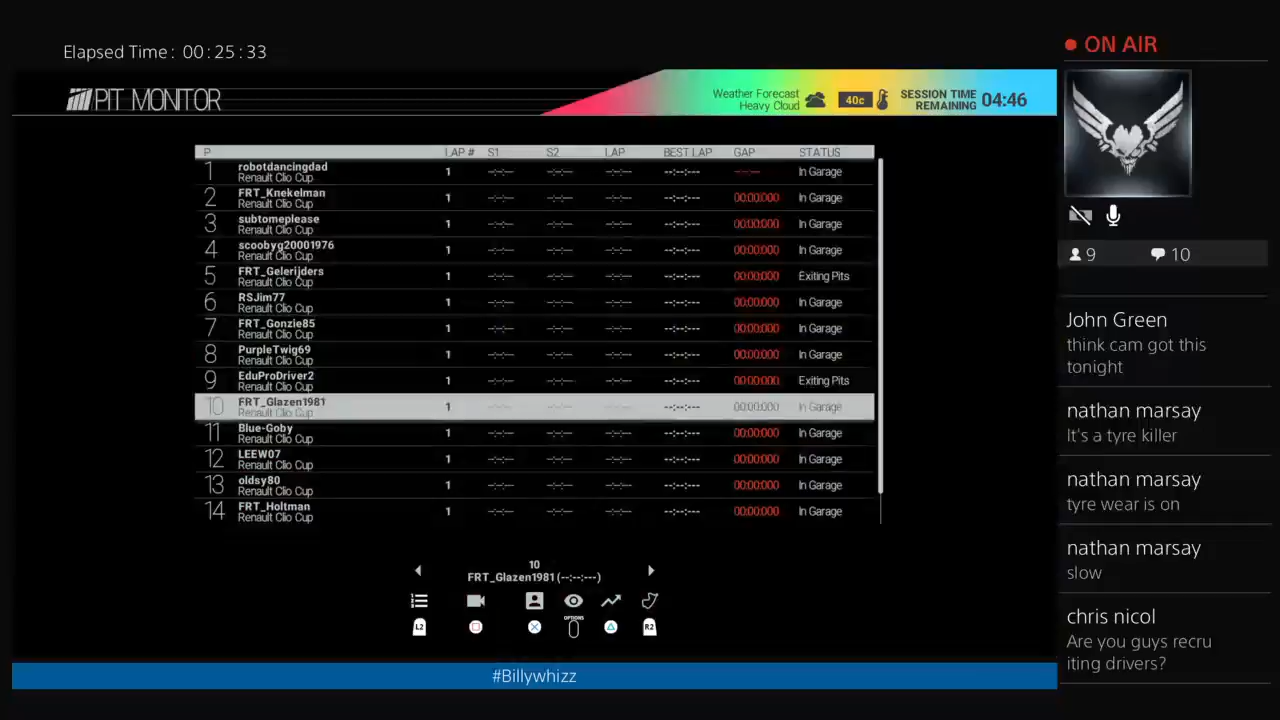 Elapsed Time: 00:25:33
ON AIR
PIT MONITOR
Weather Forecast
Heavy Cloud
40c
SESSION TIME
REMAINING
04:46
P LAP # S1 S2 LAP BEST LAP GAP STATUS
1 robotdancingdad 1 --:--:--- --:--:--- --:--:--- --:--:--- --:--:--- In Garage
Renault Clio Cup
2 FRT_Knekelman 1 --:--:--- --:--:--- --:--:--- --:--:--- 00:00:000 In Garage
Renault Clio Cup
3 subtomeplease 1 --:--:--- --:--:--- --:--:--- --:--:--- 00:00:000 In Garage
Renault Clio Cup
4 scoobyg20001976 1 --:--:--- --:--:--- --:--:--- --:--:--- 00:00:000 In Garage
Renault Clio Cup
5 FRT_Gelerijders 1 --:--:--- --:--:--- --:--:--- --:--:--- 00:00:000 Exiting Pits
Renault Clio Cup
6 RSJim77 1 --:--:--- --:--:--- --:--:--- --:--:--- 00:00:000 In Garage
Renault Clio Cup
7 FRT_Gonzie85 1 --:--:--- --:--:--- --:--:--- --:--:--- 00:00:000 In Garage
Renault Clio Cup
8 PurpleTwig69 1 --:--:--- --:--:--- --:--:--- --:--:--- 00:00:000 In Garage
Renault Clio Cup
9 EduProDriver2 1 --:--:--- --:--:--- --:--:--- --:--:--- 00:00:000 Exiting Pits
Renault Clio Cup
10 FRT_Glazen1981 1 --:--:--- --:--:--- --:--:--- --:--:--- 00:00:000 In Garage
Renault Clio Cup
11 Blue-Goby 1 --:--:--- --:--:--- --:--:--- --:--:--- 00:00:000 In Garage
Renault Clio Cup
12 LEEW07 1 --:--:--- --:--:--- --:--:--- --:--:--- 00:00:000 In Garage
Renault Clio Cup
13 oldsy80 1 --:--:--- --:--:--- --:--:--- --:--:--- 00:00:000 In Garage
Renault Clio Cup
14 FRT_Holtman 1 --:--:--- --:--:--- --:--:--- --:--:--- 00:00:000 In Garage
Renault Clio Cup
10
FRT_Glazen1981 (--:--:---)
OPTIONS
L2 R2
#Billywhizz
9 10
John Green
think cam got this
tonight
nathan marsay
It's a tyre killer
nathan marsay
tyre wear is on
nathan marsay
slow
chris nicol
Are you guys recru
iting drivers?